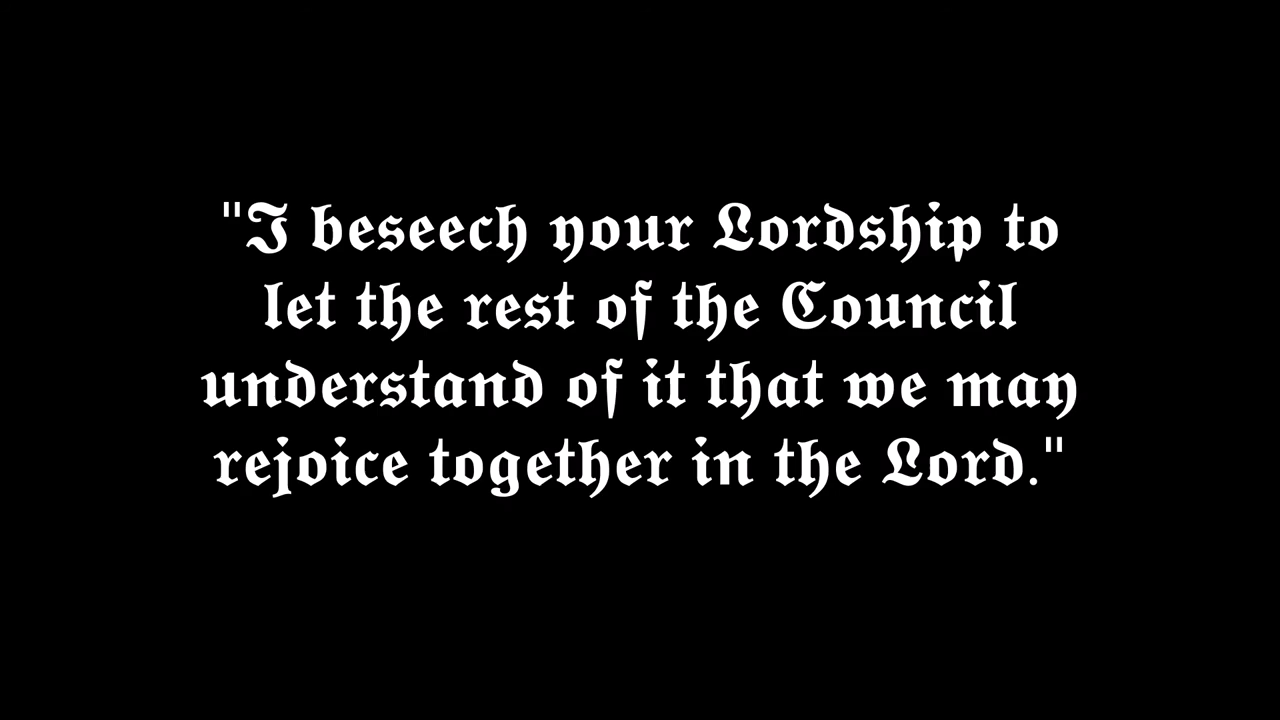 "I beseech your Lordship to
let the rest of the Council
understand of it that we may
rejoice together in the Lord."